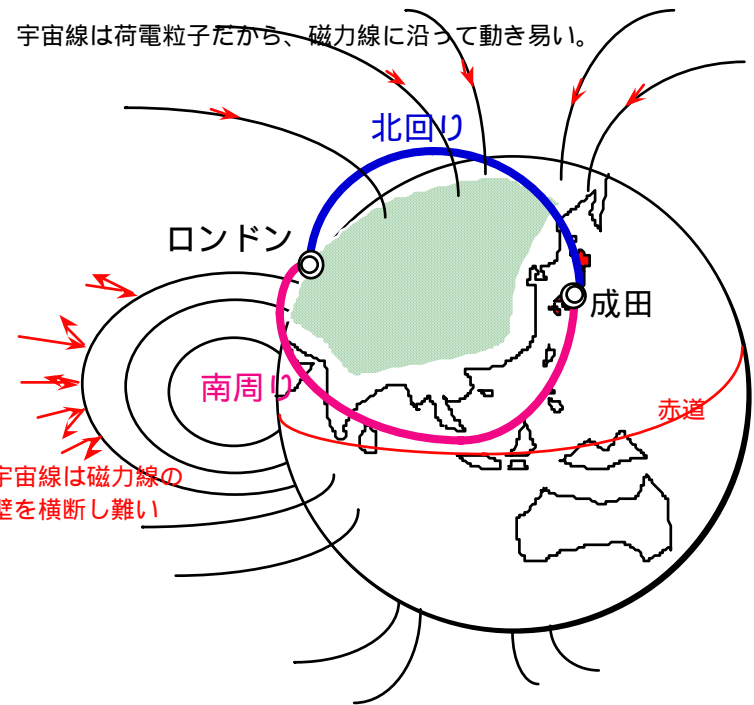 宇宙線は荷電粒子だから、磁力線に沿って動き易い。
北回り
ロンドン
成田
南周り
赤道
宇宙線は磁力線の
壁を横断し難い